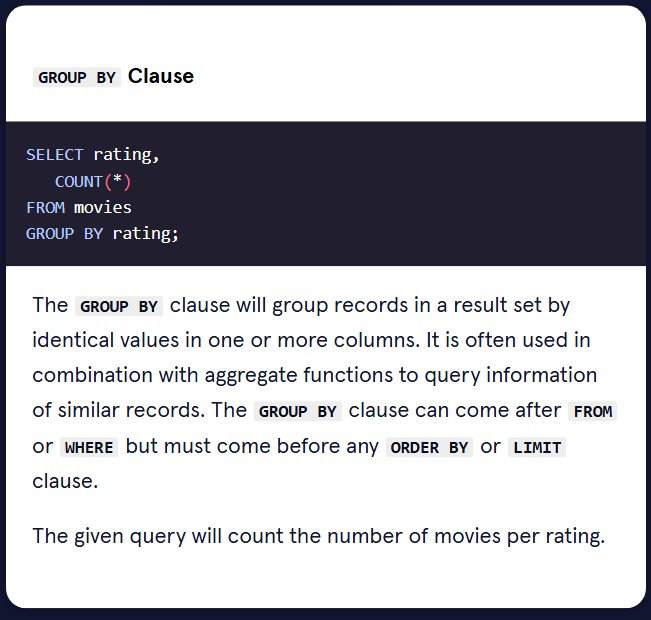 GROUP BY Clause
SELECT rating,
   COUNT(*)
FROM movies
GROUP BY rating;
The GROUP BY clause will group records in a result set by
identical values in one or more columns. It is often used in
combination with aggregate functions to query information
of similar records. The GROUP BY clause can come after FROM
or WHERE but must come before any ORDER BY or LIMIT
clause.
The given query will count the number of movies per rating.